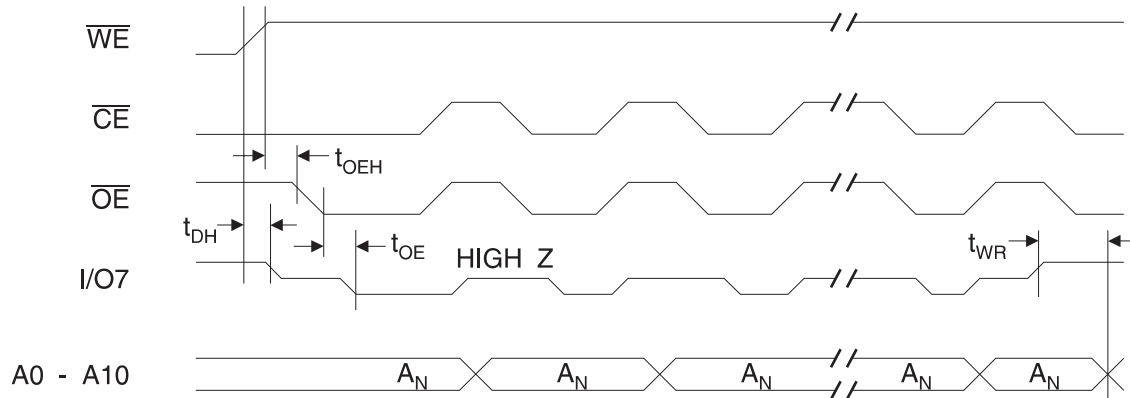 WE
CE
tOEH
OE
tDH
tOE
HIGH Z
tWR
I/O7
A0 - A10 AN AN AN AN AN